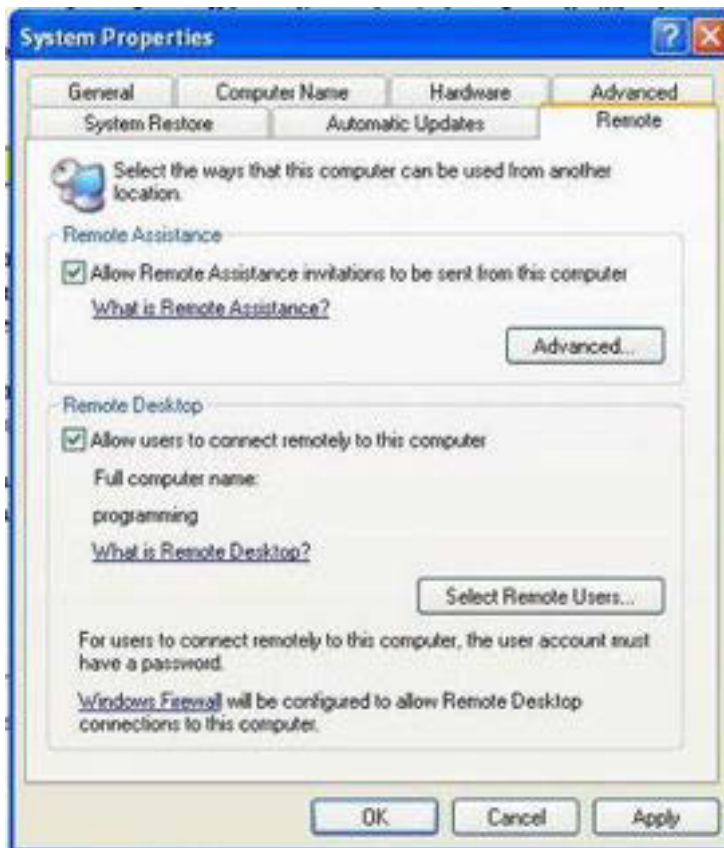 System Properties
General Computer Name Hardware Advanced
System Restore Automatic Updates Remote
Select the ways that this computer can be used from another
location.
Remote Assistance
Allow Remote Assistance invitations to be sent from this computer
What is Remote Assistance?
Advanced...
Remote Desktop
Allow users to connect remotely to this computer
Full computer name:
programming
What is Remote Desktop?
Select Remote Users...
For users to connect remotely to this computer, the user account must
have a password.
Windows Firewall will be configured to allow Remote Desktop
connections to this computer.
OK Cancel Apply